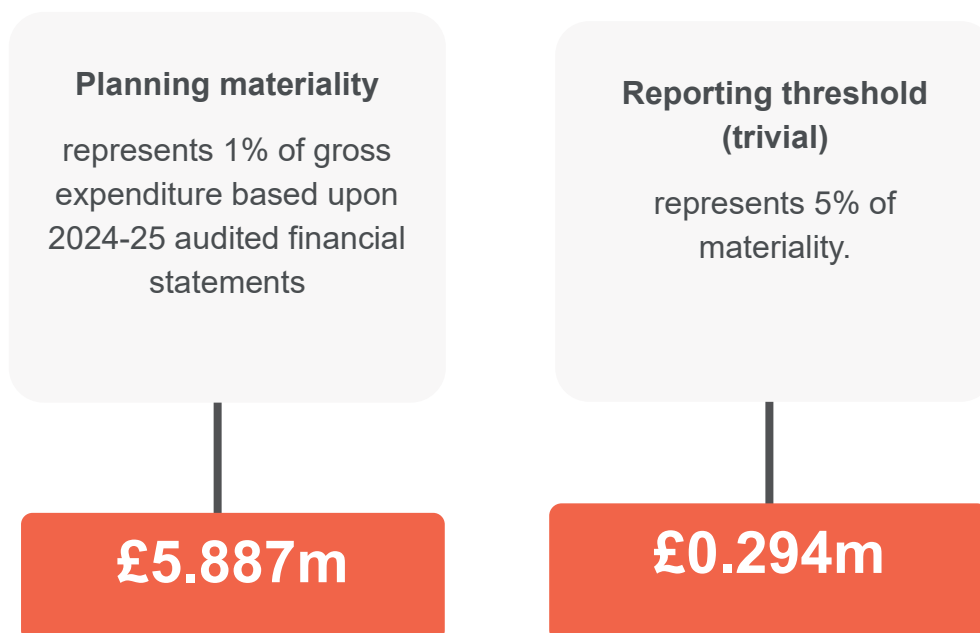 Planning materiality
represents 1% of gross
expenditure based upon
2024-25 audited financial
statements
£5.887m
Reporting threshold
(trivial)
represents 5% of
materiality.
£0.294m